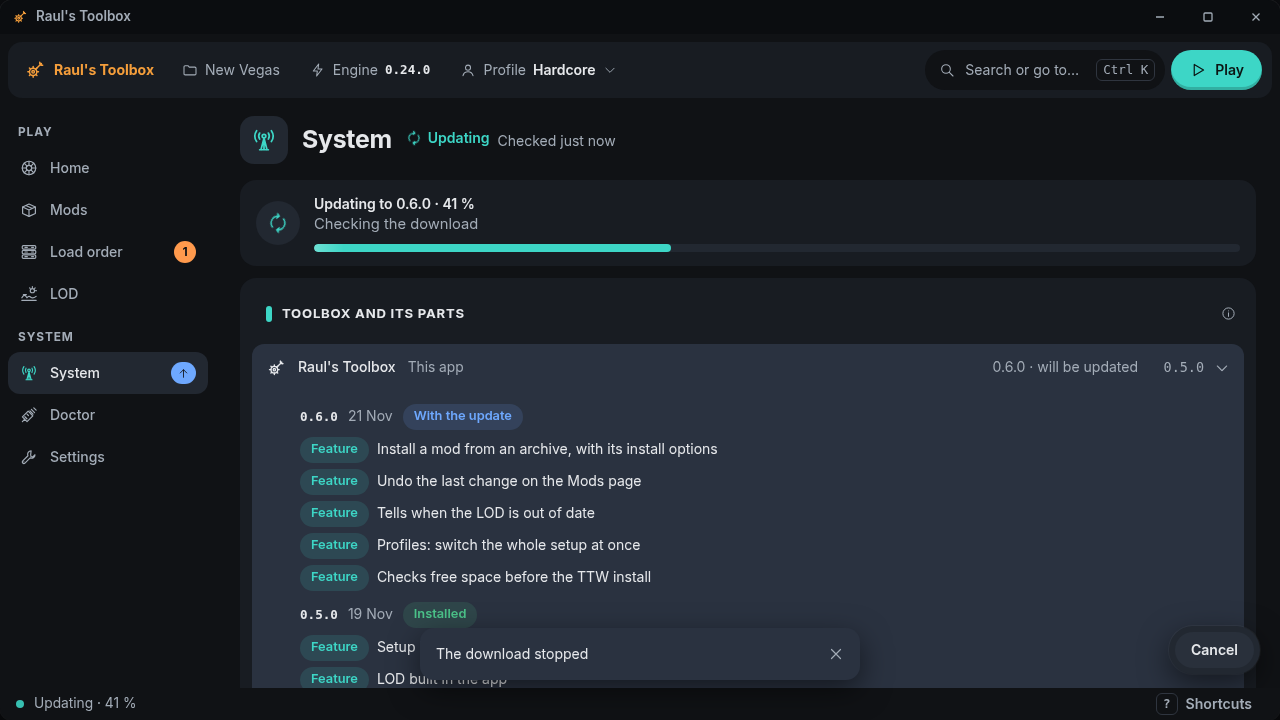 Raul's Toolbox
Raul's Toolbox
New Vegas
Engine 0.24.0
Profile Hardcore
Search or go to...
Ctrl K
Play
PLAY
Home
Mods
Load order
1
LOD
SYSTEM
System
Doctor
Settings
System
Updating
Checked just now
Updating to 0.6.0 · 41 %
Checking the download
TOOLBOX AND ITS PARTS
Raul's Toolbox This app
0.6.0 · will be updated
0.5.0
0.6.0 21 Nov With the update
Feature Install a mod from an archive, with its install options
Feature Undo the last change on the Mods page
Feature Tells when the LOD is out of date
Feature Profiles: switch the whole setup at once
Feature Checks free space before the TTW install
0.5.0 19 Nov Installed
Feature Setup
The download stopped
Feature LOD built in the app
Cancel
Updating · 41 %
? Shortcuts